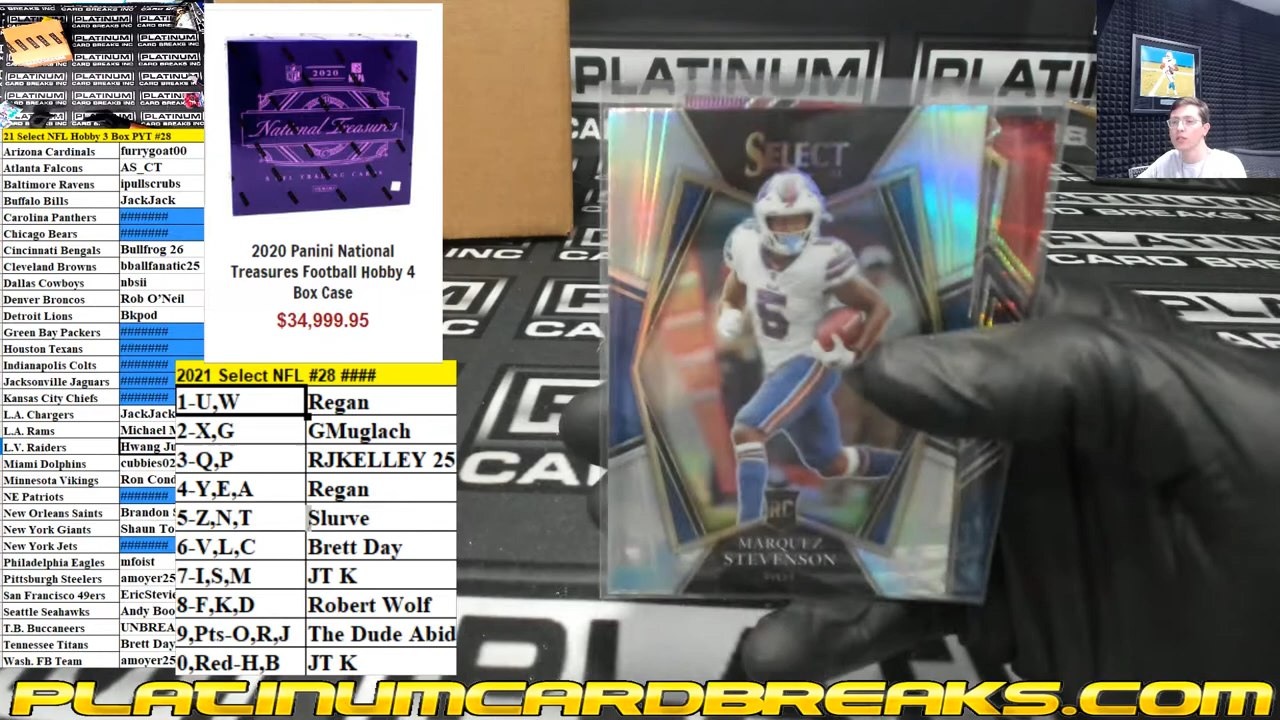 21 Select NFL Hobby 3 Box PYT #28
Arizona Cardinals furrygoat00
Atlanta Falcons AS_CT
Baltimore Ravens ipullscrubs
Buffalo Bills JackJack
Carolina Panthers #######
Chicago Bears #######
Cincinnati Bengals Bullfrog 26
Cleveland Browns bballfanatic25
Dallas Cowboys nbsii
Denver Broncos Rob O'Neil
Detroit Lions Bkpod
Green Bay Packers #######
Houston Texans #######
Indianapolis Colts #######
Jacksonville Jaguars #######
Kansas City Chiefs #######
L.A. Chargers JackJack
L.A. Rams Michael M
L.V. Raiders Hwang Ju
Miami Dolphins cubbies02
Minnesota Vikings Ron Cond
NE Patriots #######
New Orleans Saints Brandon
New York Giants Shaun To
New York Jets #######
Philadelphia Eagles mfoist
Pittsburgh Steelers amoyer25
San Francisco 49ers EricStevie
Seattle Seahawks Andy Boo
T.B. Buccaneers UNBREA
Tennessee Titans Brett Day
Wash. FB Team amoyer25
2020
National Treasures
NFL TRADING CARDS
2020 Panini National
Treasures Football Hobby 4
Box Case
$34,999.95
2021 Select NFL #28 ####
1-U,W Regan
2-X,G GMuglach
3-Q,P RJKELLEY 25
4-Y,E,A Regan
5-Z,N,T Slurve
6-V,L,C Brett Day
7-I,S,M JT K
8-F,K,D Robert Wolf
9,Pts-O,R,J The Dude Abid
0,Red-H,B JT K
SELECT
5
RC
MARQUEZ
STEVENSON
PLATINUM
PLATIN
CARD BREAKS
PLATINUMCARDBREAKS.COM